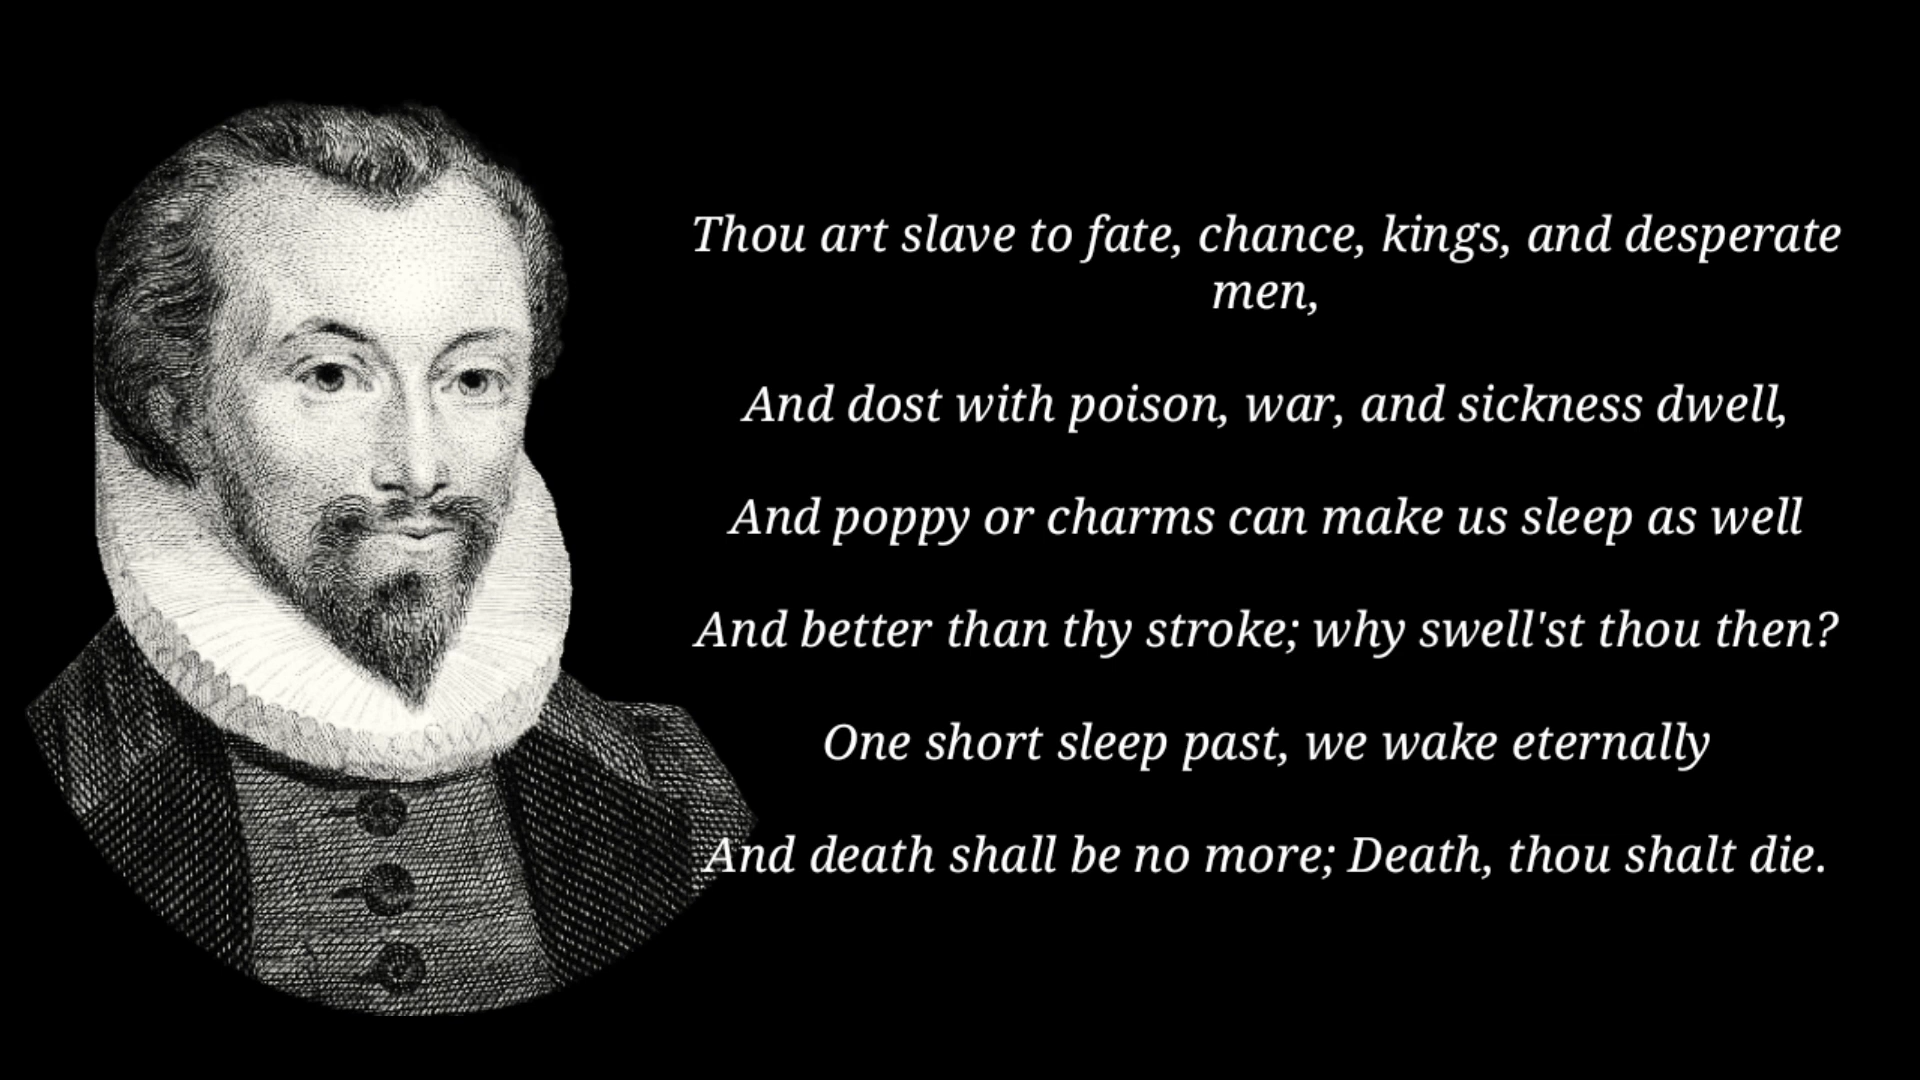 Thou art slave to fate, chance, kings, and desperate
men,
And dost with poison, war, and sickness dwell,
And poppy or charms can make us sleep as well
And better than thy stroke; why swell'st thou then?
One short sleep past, we wake eternally
And death shall be no more; Death, thou shalt die.